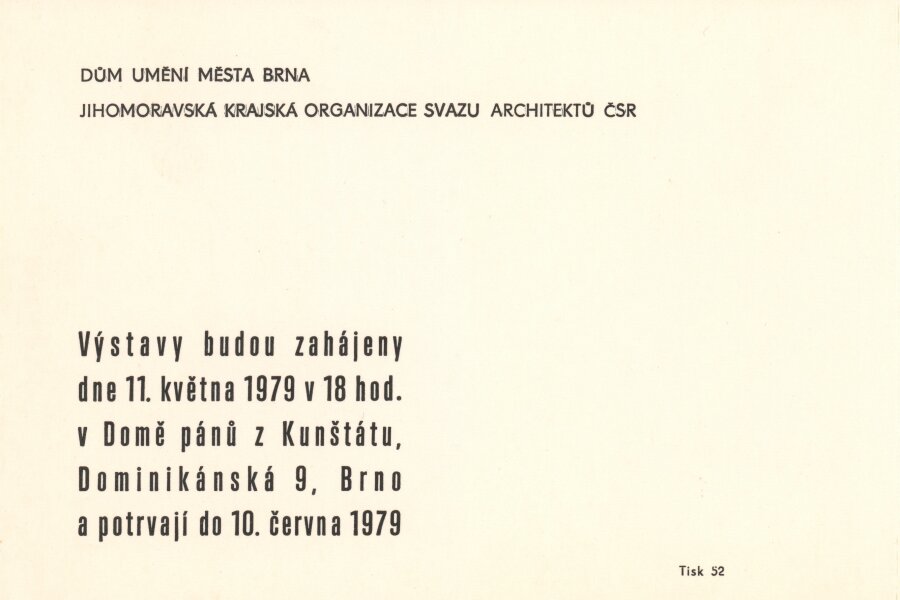 DŮM UMĚNÍ MĚSTA BRNA
JIHOMORAVSKÁ KRAJSKÁ ORGANIZACE SVAZU ARCHITEKTŮ ČSR
Výstavy budou zahájeny
dne 11. května 1979 v 18 hod.
v Domě pánů z Kunštátu,
Dominikánská 9, Brno
a potrvají do 10. června 1979
Tisk 52